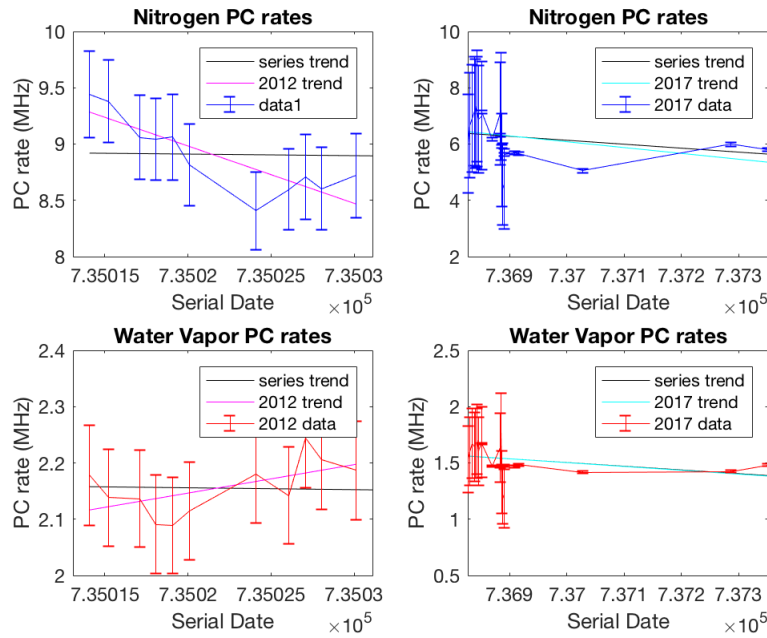 Nitrogen PC rates
10
9.5
9
8.5
8
PC rate (MHz)
series trend
2012 trend
data1
7.35015
7.3502
7.35025
7.3503
Serial Date
×10^5
Nitrogen PC rates
10
8
6
4
2
PC rate (MHz)
series trend
2017 trend
2017 data
7.369
7.37
7.371
7.372
7.373
Serial Date
×10^5
Water Vapor PC rates
2.4
2.3
2.2
2.1
2
PC rate (MHz)
series trend
2012 trend
2012 data
7.35015
7.3502
7.35025
7.3503
Serial Date
×10^5
Water Vapor PC rates
2.5
2
1.5
1
0.5
PC rate (MHz)
series trend
2017 trend
2017 data
7.369
7.37
7.371
7.372
7.373
Serial Date
×10^5